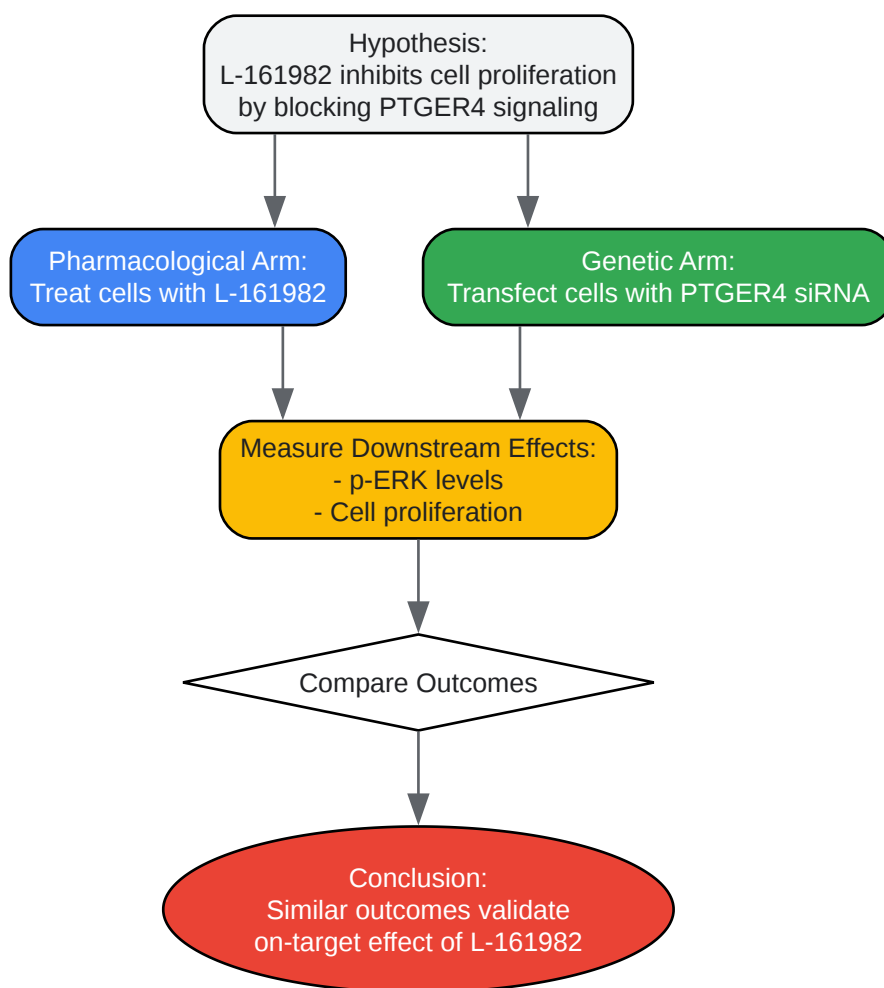 Hypothesis:
L-161982 inhibits cell proliferation
by blocking PTGER4 signaling
Pharmacological Arm:
Treat cells with L-161982
Genetic Arm:
Transfect cells with PTGER4 siRNA
Measure Downstream Effects:
- p-ERK levels
- Cell proliferation
Compare Outcomes
Conclusion:
Similar outcomes validate
on-target effect of L-161982